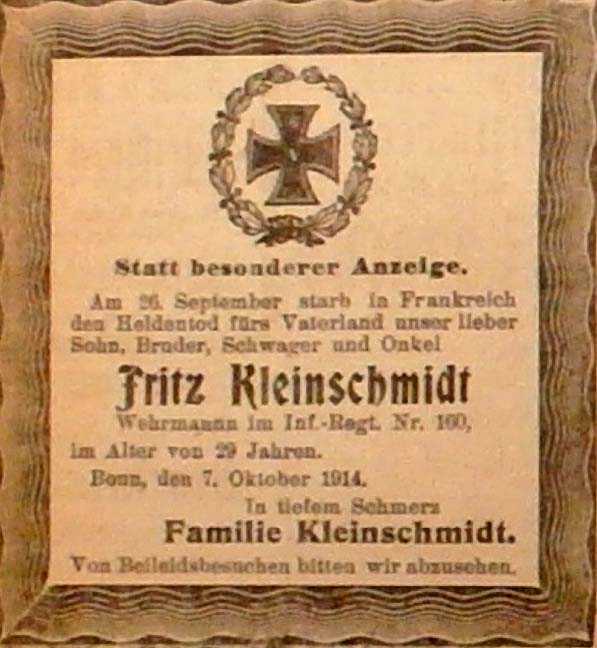 Statt besonderer Anzeige.
Am 26. September starb in Frankreich
den Heldentod fürs Vaterland unser lieber
Sohn, Bruder, Schwager und Onkel
Fritz Kleinschmidt
Wehrmann im Inf.-Regt. Nr. 160,
im Alter von 29 Jahren.
Bonn, den 7. Oktober 1914.
In tiefem Schmerz
Familie Kleinschmidt.
Von Beileidsbesuchen bitten wir abzusehen.